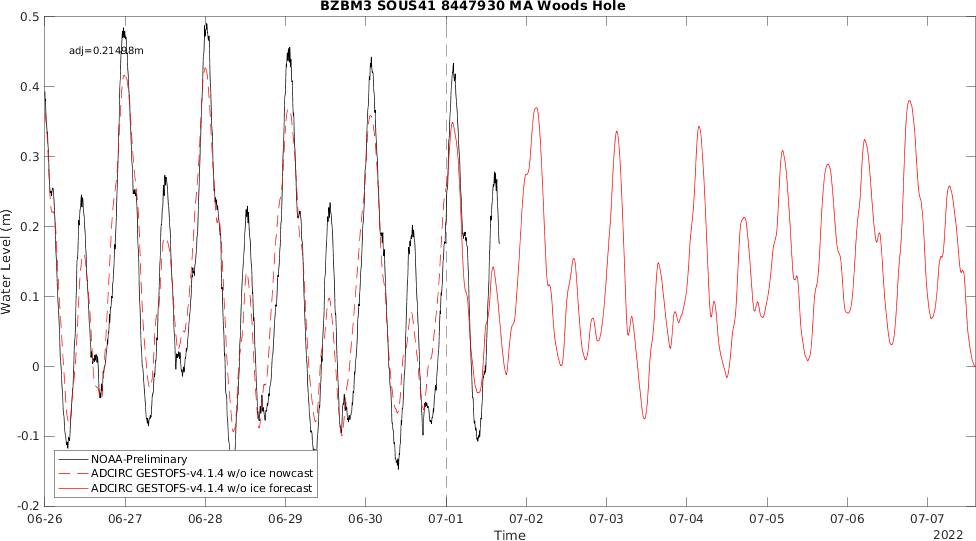 BZBM3 SOUS41 8447930 MA Woods Hole
adj=0.21498m
Water Level (m)
0.5
0.4
0.3
0.2
0.1
0
-0.1
-0.2
NOAA-Preliminary
ADCIRC GESTOFS-v4.1.4 w/o ice nowcast
ADCIRC GESTOFS-v4.1.4 w/o ice forecast
06-26 06-27 06-28 06-29 06-30 07-01 07-02 07-03 07-04 07-05 07-06 07-07
Time
2022